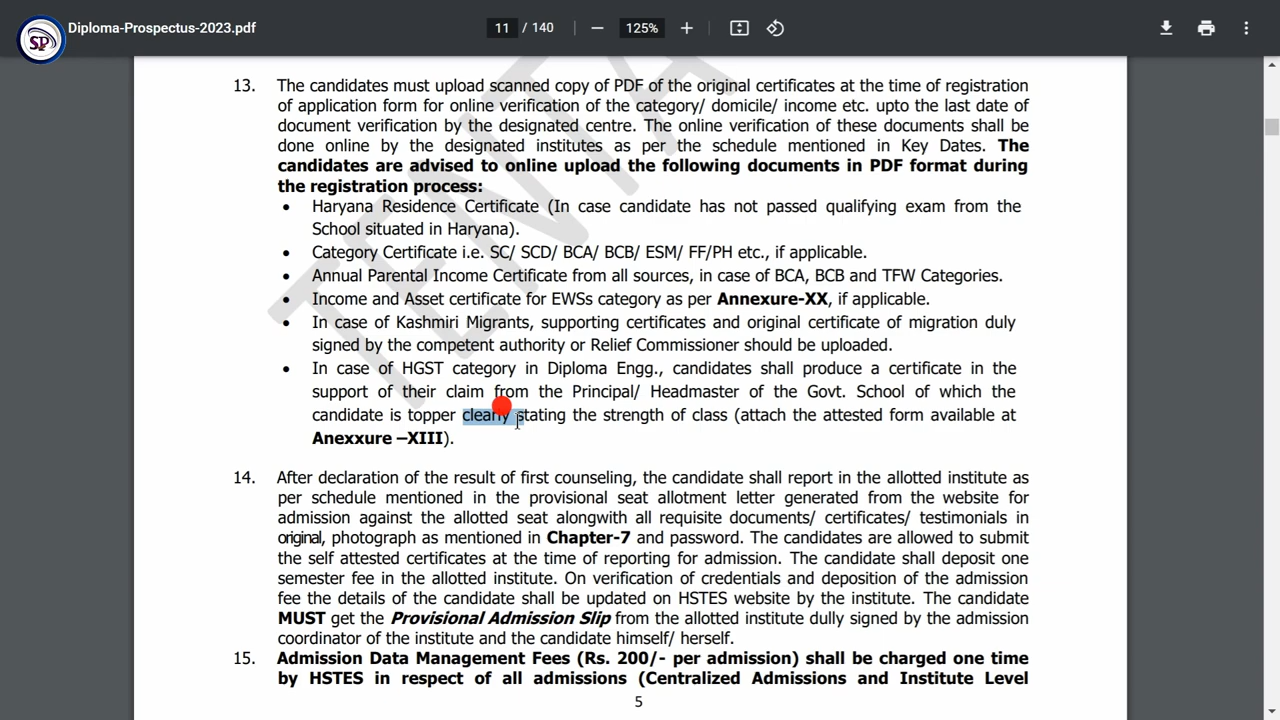 SP
Diploma-Prospectus-2023.pdf
11 / 140
125%
13. The candidates must upload scanned copy of PDF of the original certificates at the time of registration
of application form for online verification of the category/ domicile/ income etc. upto the last date of
document verification by the designated centre. The online verification of these documents shall be
done online by the designated institutes as per the schedule mentioned in Key Dates. The
candidates are advised to online upload the following documents in PDF format during
the registration process:
• Haryana Residence Certificate (In case candidate has not passed qualifying exam from the
School situated in Haryana).
• Category Certificate i.e. SC/ SCD/ BCA/ BCB/ ESM/ FF/PH etc., if applicable.
• Annual Parental Income Certificate from all sources, in case of BCA, BCB and TFW Categories.
• Income and Asset certificate for EWSs category as per Annexure-XX, if applicable.
• In case of Kashmiri Migrants, supporting certificates and original certificate of migration duly
signed by the competent authority or Relief Commissioner should be uploaded.
• In case of HGST category in Diploma Engg., candidates shall produce a certificate in the
support of their claim from the Principal/ Headmaster of the Govt. School of which the
candidate is topper clearly stating the strength of class (attach the attested form available at
Anexxure –XIII).
14. After declaration of the result of first counseling, the candidate shall report in the allotted institute as
per schedule mentioned in the provisional seat allotment letter generated from the website for
admission against the allotted seat alongwith all requisite documents/ certificates/ testimonials in
original, photograph as mentioned in Chapter-7 and password. The candidates are allowed to submit
the self attested certificates at the time of reporting for admission. The candidate shall deposit one
semester fee in the allotted institute. On verification of credentials and deposition of the admission
fee the details of the candidate shall be updated on HSTES website by the institute. The candidate
MUST get the Provisional Admission Slip from the allotted institute dully signed by the admission
coordinator of the institute and the candidate himself/ herself.
15. Admission Data Management Fees (Rs. 200/- per admission) shall be charged one time
by HSTES in respect of all admissions (Centralized Admissions and Institute Level
5
TENTA